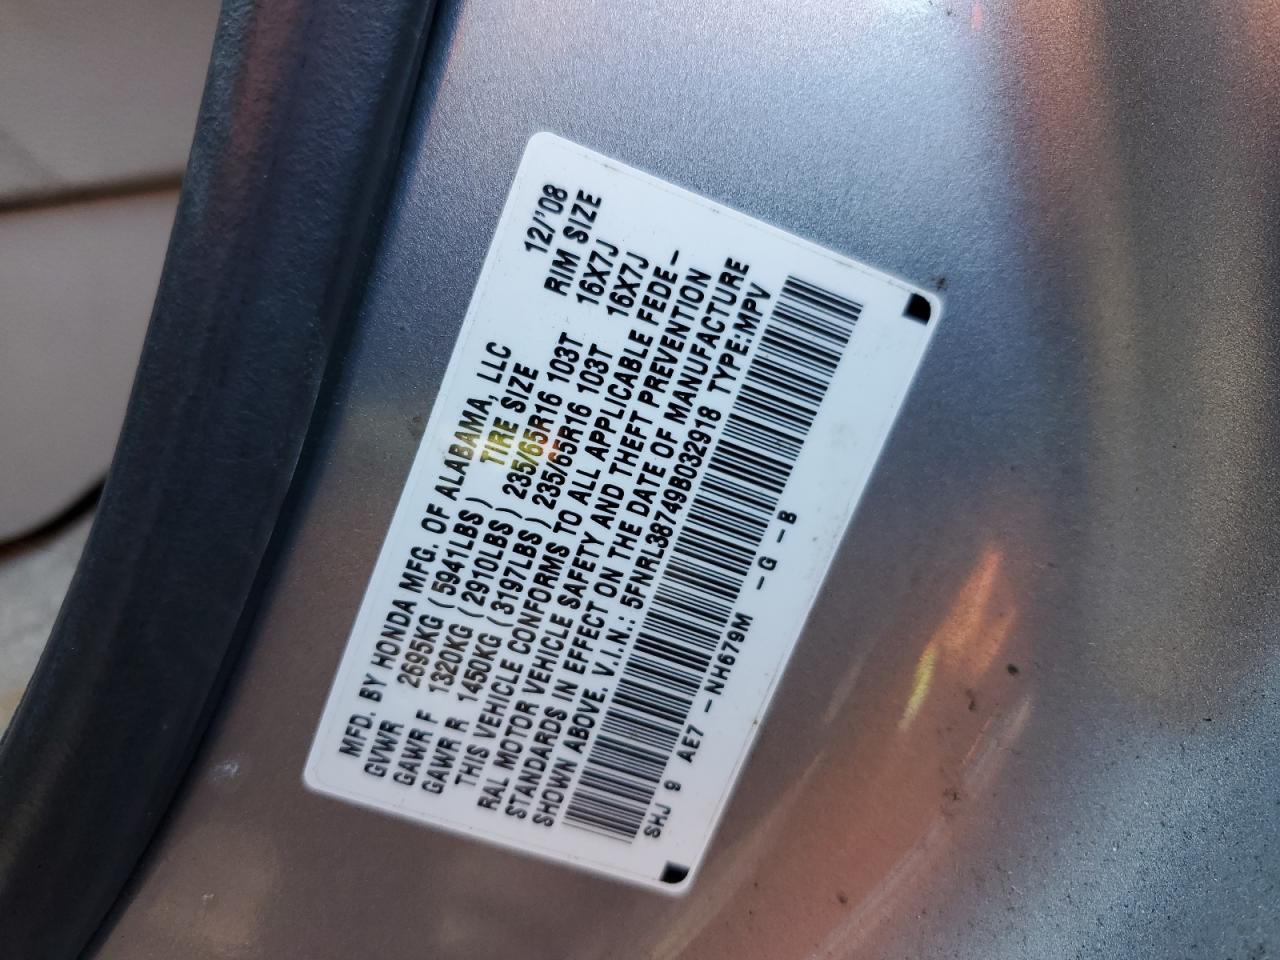 MFD. BY HONDA MFG. OF ALABAMA, LLC 12/'08
GVWR 2695KG ( 5941LBS ) TIRE SIZE RIM SIZE
GAWR F 1320KG ( 2910LBS ) 235/65R16 103T 16X7J
GAWR R 1450KG ( 3197LBS ) 235/65R16 103T 16X7J
THIS VEHICLE CONFORMS TO ALL APPLICABLE FEDE-
RAL MOTOR VEHICLE SAFETY AND THEFT PREVENTION
STANDARDS IN EFFECT ON THE DATE OF MANUFACTURE
SHOWN ABOVE. V.I.N.: 5FNRL38749B032918 TYPE:MPV
SHJ 9 AE7 -NH679M -G -B